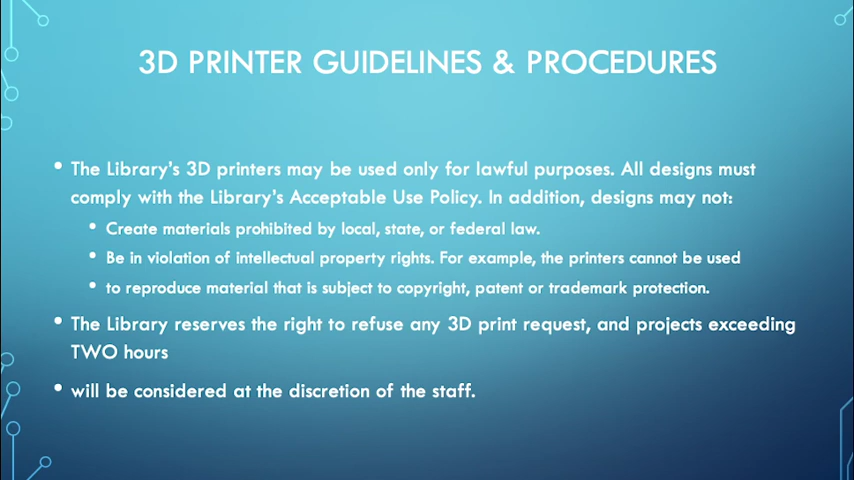 3D PRINTER GUIDELINES & PROCEDURES
• The Library's 3D printers may be used only for lawful purposes. All designs must
comply with the Library's Acceptable Use Policy. In addition, designs may not:
• Create materials prohibited by local, state, or federal law.
• Be in violation of intellectual property rights. For example, the printers cannot be used
• to reproduce material that is subject to copyright, patent or trademark protection.
• The Library reserves the right to refuse any 3D print request, and projects exceeding
TWO hours
• will be considered at the discretion of the staff.